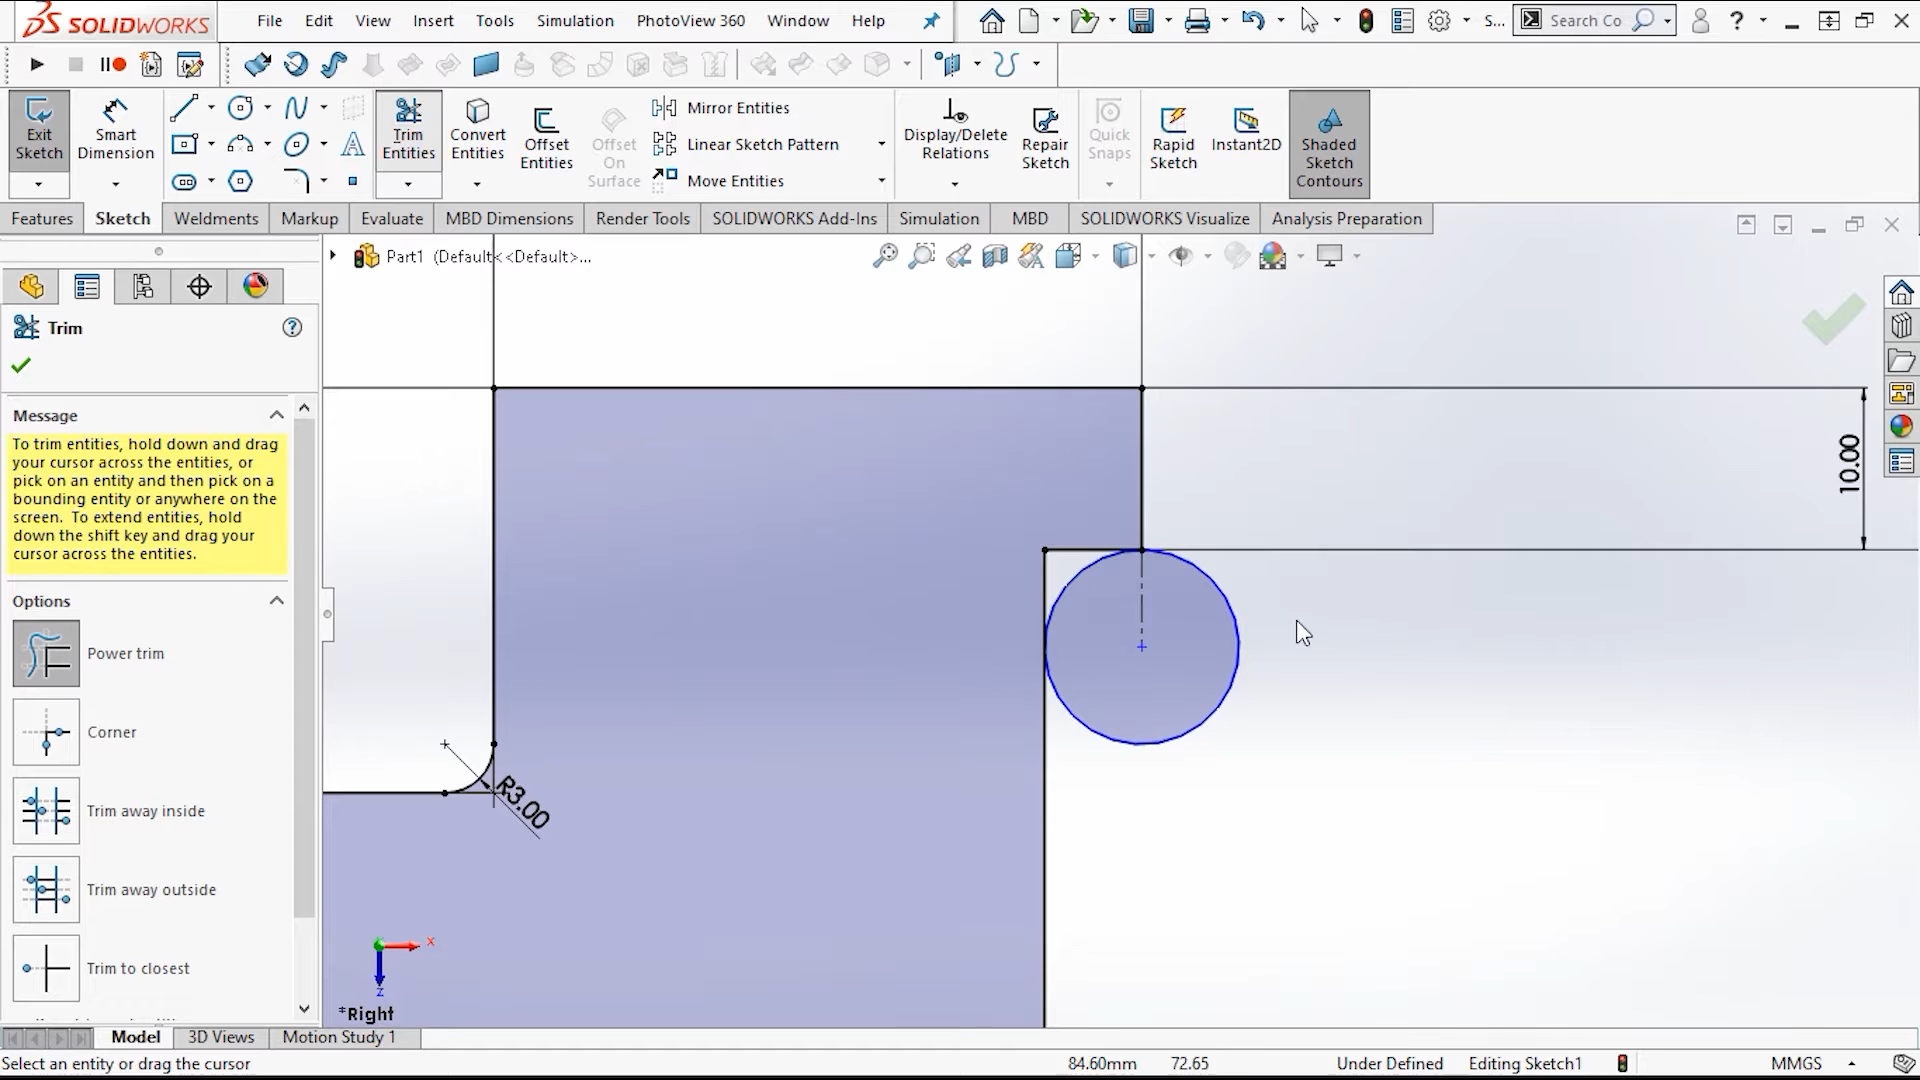 SOLIDWORKS File Edit View Insert Tools Simulation PhotoView 360 Window Help S... Search Co ?
Exit Sketch
Smart Dimension
Trim Entities
Convert Entities
Offset Entities
Offset On Surface
Mirror Entities
Linear Sketch Pattern
Move Entities
Display/Delete Relations
Repair Sketch
Quick Snaps
Rapid Sketch
Instant2D
Shaded Sketch Contours
Features Sketch Weldments Markup Evaluate MBD Dimensions Render Tools SOLIDWORKS Add-Ins Simulation MBD SOLIDWORKS Visualize Analysis Preparation
Part1 (Default<<Default>...
Trim
?
Message
To trim entities, hold down and drag
your cursor across the entities, or
pick on an entity and then pick on a
bounding entity or anywhere on the
screen. To extend entities, hold
down the shift key and drag your
cursor across the entities.
Options
Power trim
Corner
Trim away inside
Trim away outside
Trim to closest
10.00
R3.00
x
z
*Right
Model 3D Views Motion Study 1
Select an entity or drag the cursor 84.60mm 72.65 Under Defined Editing Sketch1 MMGS